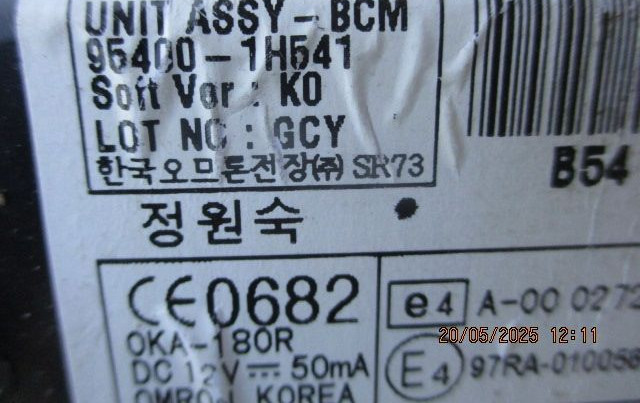 UNIT ASSY-BCM
95400-1H541
Soft Ver : K0
LOT NO : GCY
한국오므론전장㈜ SR73
B54
정원숙
CE0682
OKA-180R
DC 12V ⎓ 50mA
OMRON KOREA
e4 A-00 0272
E4 97RA-01005
20/05/2025 12:11